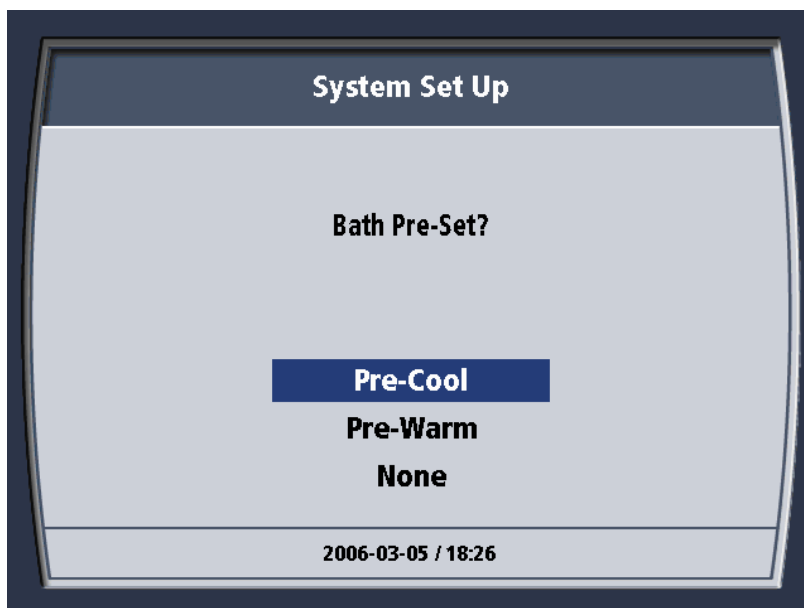 System Set Up
Bath Pre-Set?
Pre-Cool
Pre-Warm
None
2006-03-05 / 18:26